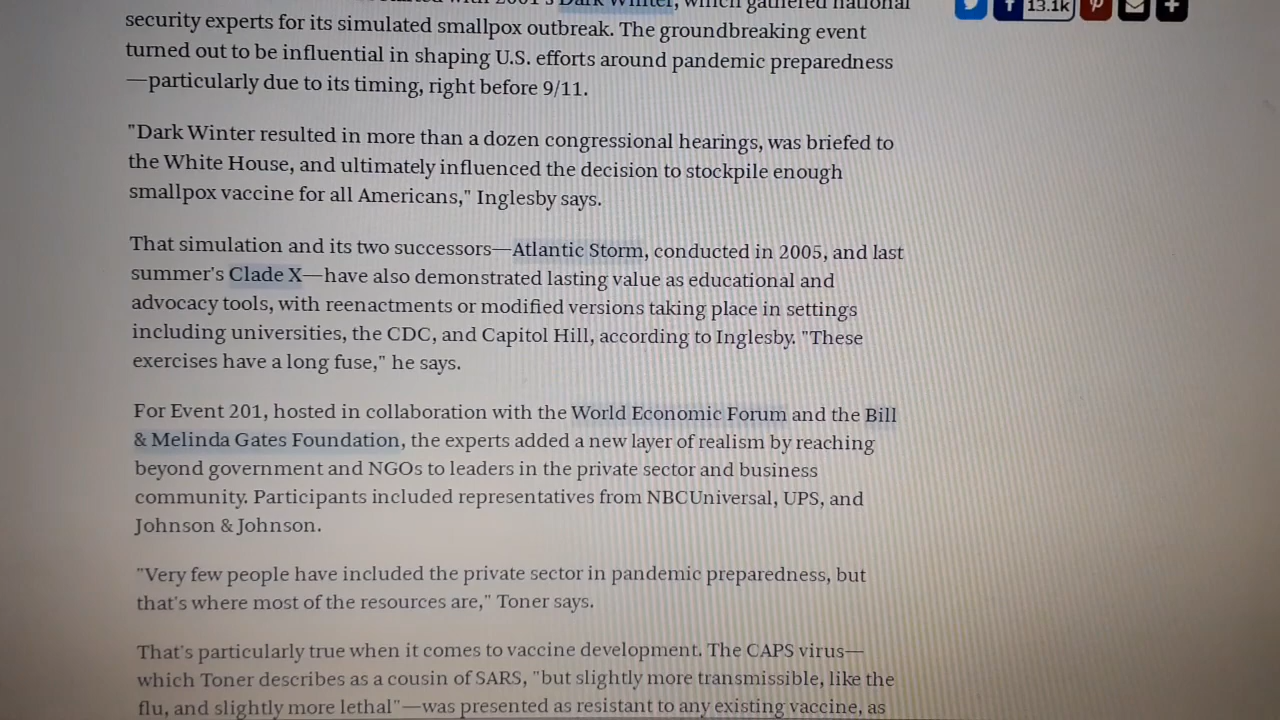 Dark Winter, which gathered national
13.1k
security experts for its simulated smallpox outbreak. The groundbreaking event
turned out to be influential in shaping U.S. efforts around pandemic preparedness
—particularly due to its timing, right before 9/11.
"Dark Winter resulted in more than a dozen congressional hearings, was briefed to
the White House, and ultimately influenced the decision to stockpile enough
smallpox vaccine for all Americans," Inglesby says.
That simulation and its two successors—Atlantic Storm, conducted in 2005, and last
summer's Clade X—have also demonstrated lasting value as educational and
advocacy tools, with reenactments or modified versions taking place in settings
including universities, the CDC, and Capitol Hill, according to Inglesby. "These
exercises have a long fuse," he says.
For Event 201, hosted in collaboration with the World Economic Forum and the Bill
& Melinda Gates Foundation, the experts added a new layer of realism by reaching
beyond government and NGOs to leaders in the private sector and business
community. Participants included representatives from NBCUniversal, UPS, and
Johnson & Johnson.
"Very few people have included the private sector in pandemic preparedness, but
that's where most of the resources are," Toner says.
That's particularly true when it comes to vaccine development. The CAPS virus—
which Toner describes as a cousin of SARS, "but slightly more transmissible, like the
flu, and slightly more lethal"—was presented as resistant to any existing vaccine, as